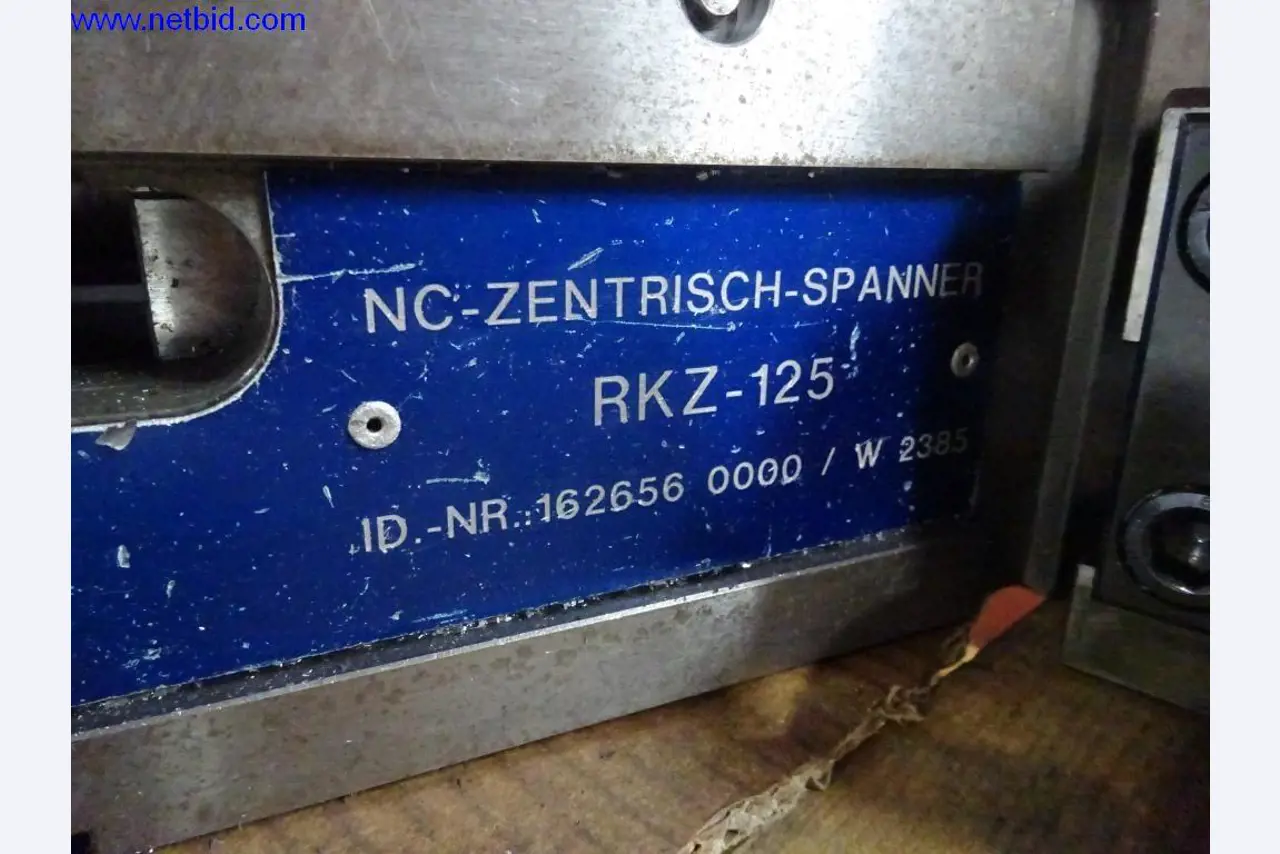 www.netbid.com
NC-ZENTRISCH-SPANNER
RKZ-125
ID.-NR.:162656 0000 / W 2385